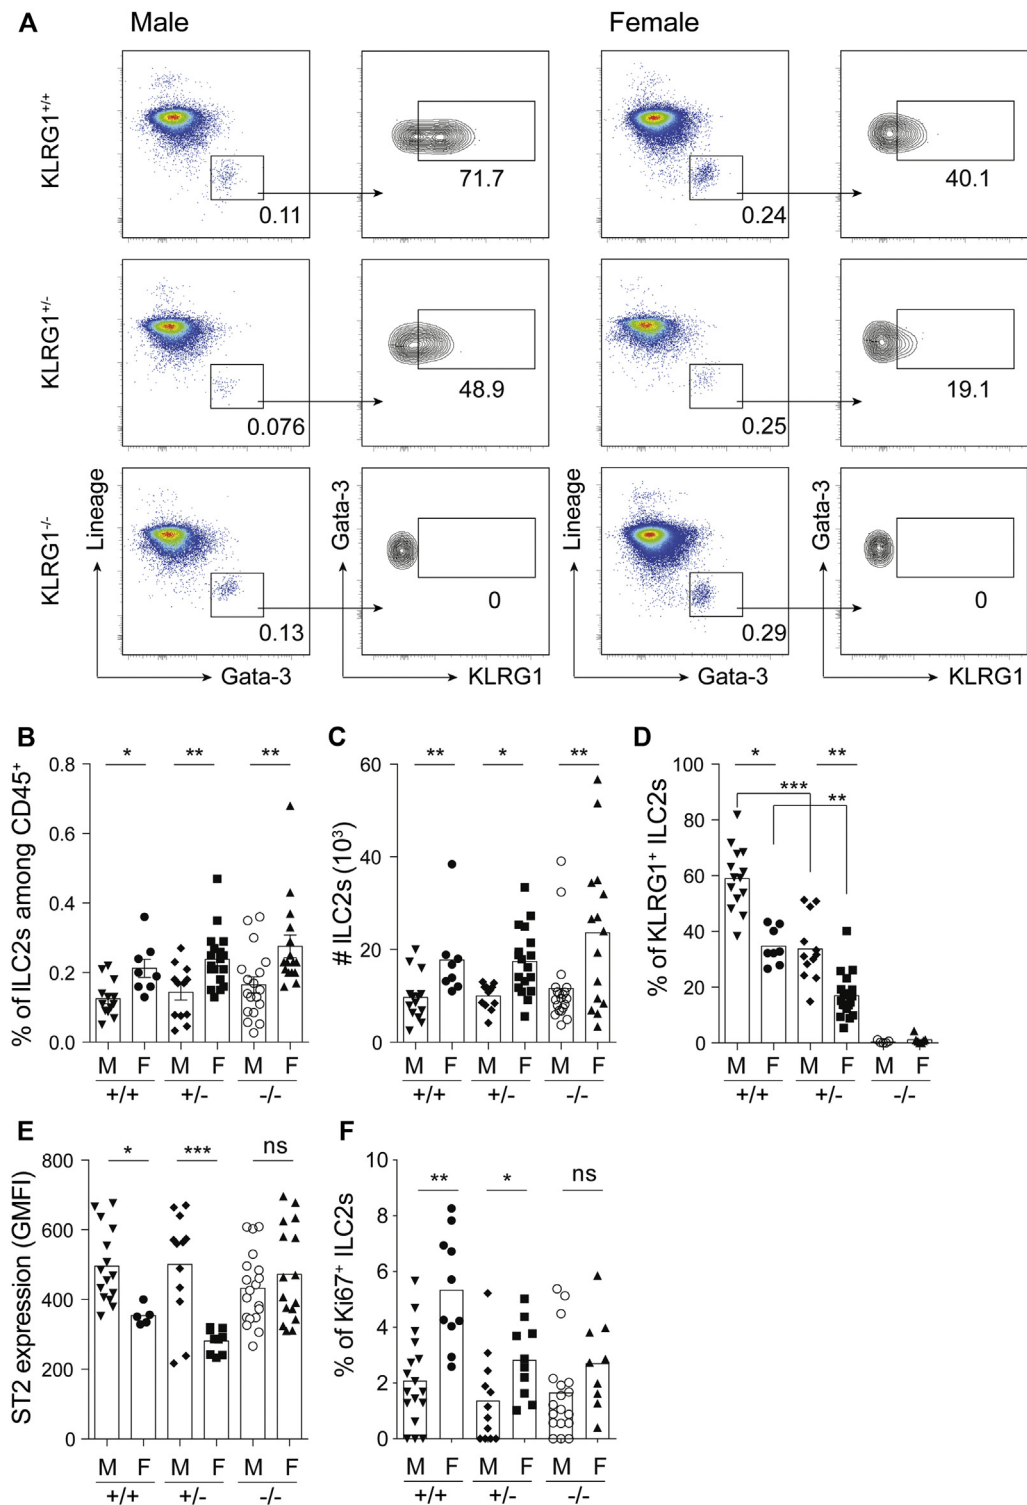 A
Male
Female
KLRG1+/+
71.7
40.1
0.11
0.24
KLRG1+/-
48.9
19.1
0.076
0.25
KLRG1-/-
Lineage
Gata-3
Lineage
Gata-3
0
0
0.13
0.29
Gata-3
KLRG1
Gata-3
KLRG1
B
* ** **
% of ILC2s among CD45+
0.8
0.6
0.4
0.2
0.0
M F M F M F
+/+ +/- -/-
C
** * **
# ILC2s (10³)
60
40
20
0
M F M F M F
+/+ +/- -/-
D
* **
***
**
% of KLRG1+ ILC2s
100
80
60
40
20
0
M F M F M F
+/+ +/- -/-
E
* *** ns
ST2 expression (GMFI)
800
600
400
200
0
M F M F M F
+/+ +/- -/-
F
** * ns
% of Ki67+ ILC2s
10
8
6
4
2
0
M F M F M F
+/+ +/- -/-